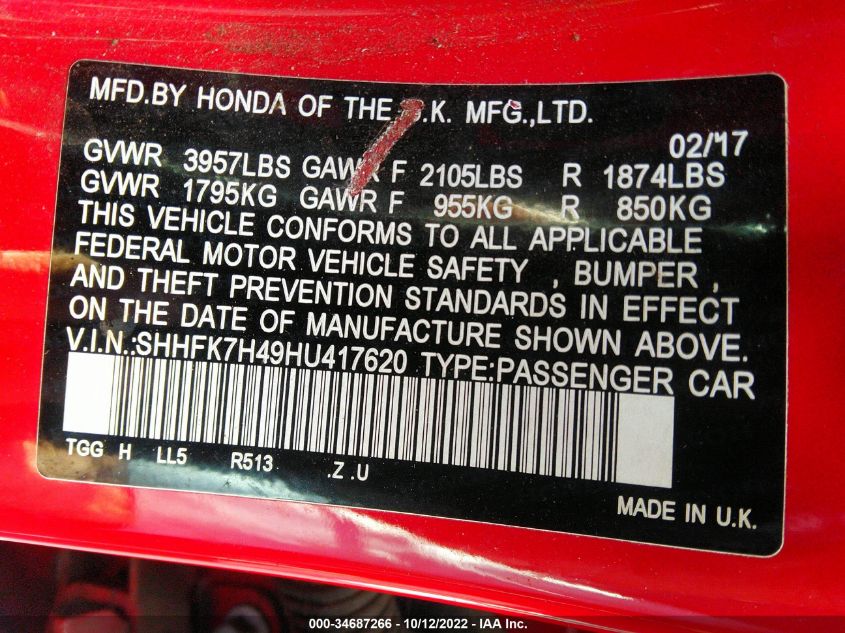 MFD.BY HONDA OF THE .K. MFG.,LTD.
02/17
GVWR 3957LBS GAWR F 2105LBS R 1874LBS
GVWR 1795KG GAWR F 955KG R 850KG
THIS VEHICLE CONFORMS TO ALL APPLICABLE
FEDERAL MOTOR VEHICLE SAFETY , BUMPER ,
AND THEFT PREVENTION STANDARDS IN EFFECT
ON THE DATE OF MANUFACTURE SHOWN ABOVE.
V.I.N.:SHHFK7H49HU417620 TYPE:PASSENGER CAR
TGG H LL5 R513 .Z .U
MADE IN U.K.
000-34687266 - 10/12/2022 - IAA Inc.